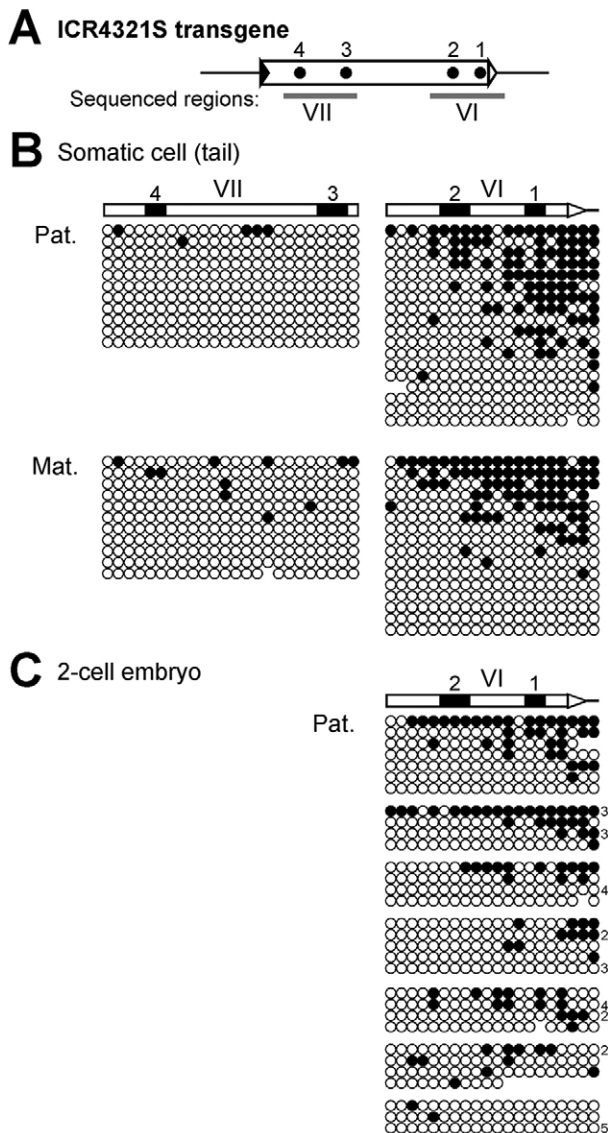 A ICR4321S transgene
4 3 2 1
Sequenced regions:
VII VI
B Somatic cell (tail)
VII VI
4 3 2 1
Pat.
Mat.
C 2-cell embryo
VI
2 1
Pat.
3
3
4
2
3
4
2
2
5